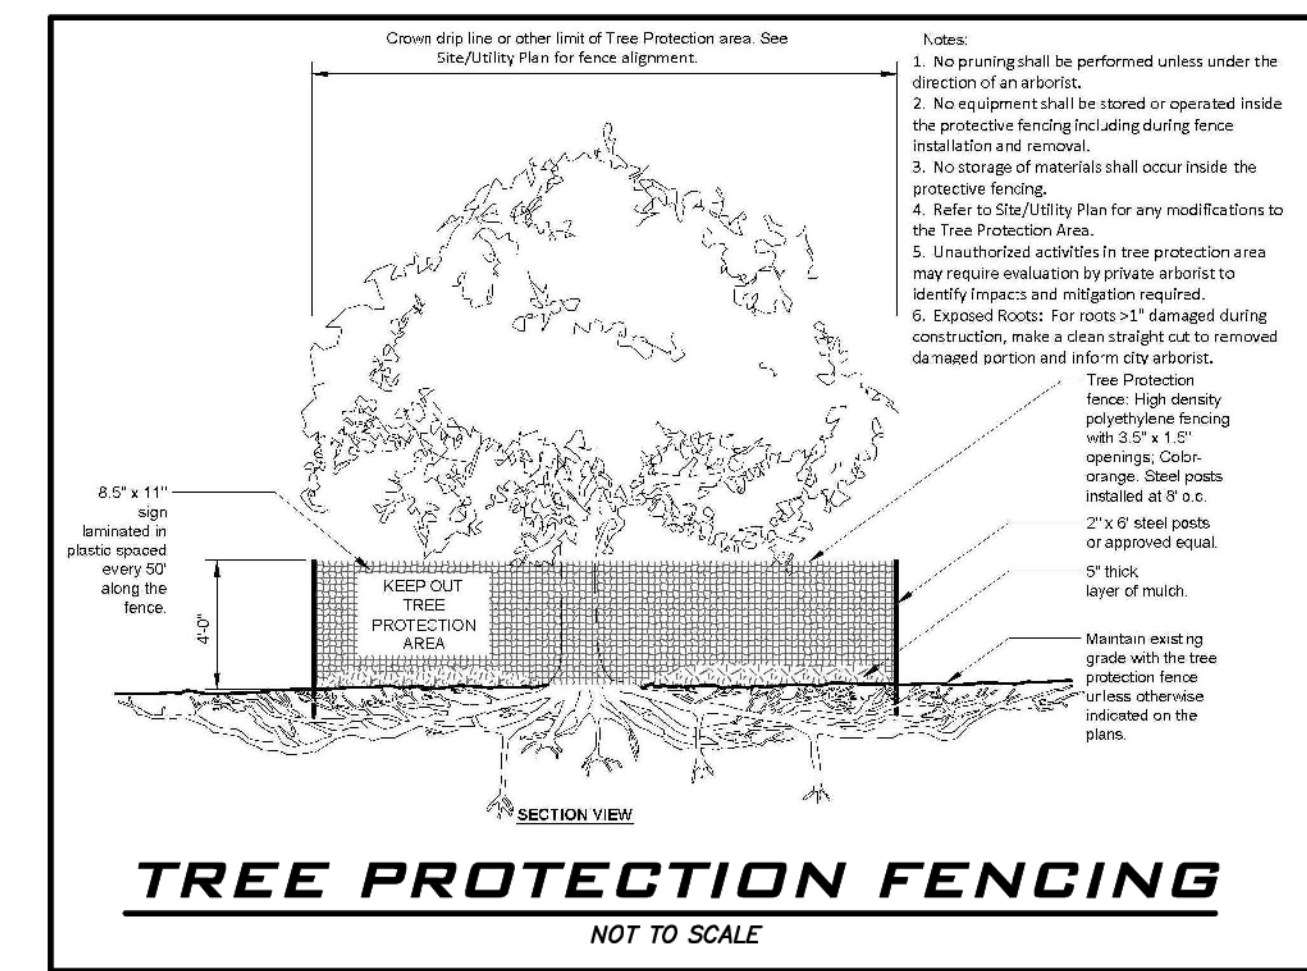 Crown drip line or other limit of Tree Protection area. See
Site/Utility Plan for fence alignment.
Notes:
1. No pruning shall be performed unless under the
direction of an arborist.
2. No equipment shall be stored or operated inside
the protective fencing including during fence
installation and removal.
3. No storage of materials shall occur inside the
protective fencing.
4. Refer to Site/Utility Plan for any modifications to
the Tree Protection Area.
5. Unauthorized activities in tree protection area
may require evaluation by private arborist to
identify impacts and mitigation required.
6. Exposed Roots: For roots >1" damaged during
construction, make a clean straight cut to removed
damaged portion and inform city arborist.
Tree Protection
fence: High density
polyethylene fencing
with 3.5" x 1.5"
openings; Color-
orange. Steel posts
installed at 8' o.c.
2" x 6' steel posts
or approved equal.
5" thick
layer of mulch.
Maintain existing
grade with the tree
protection fence
unless otherwise
indicated on the
plans.
8.5" x 11"
sign
laminated in
plastic spaced
every 50'
along the
fence.
4'-0"
KEEP OUT
TREE
PROTECTION
AREA
SECTION VIEW
TREE PROTECTION FENCING
NOT TO SCALE